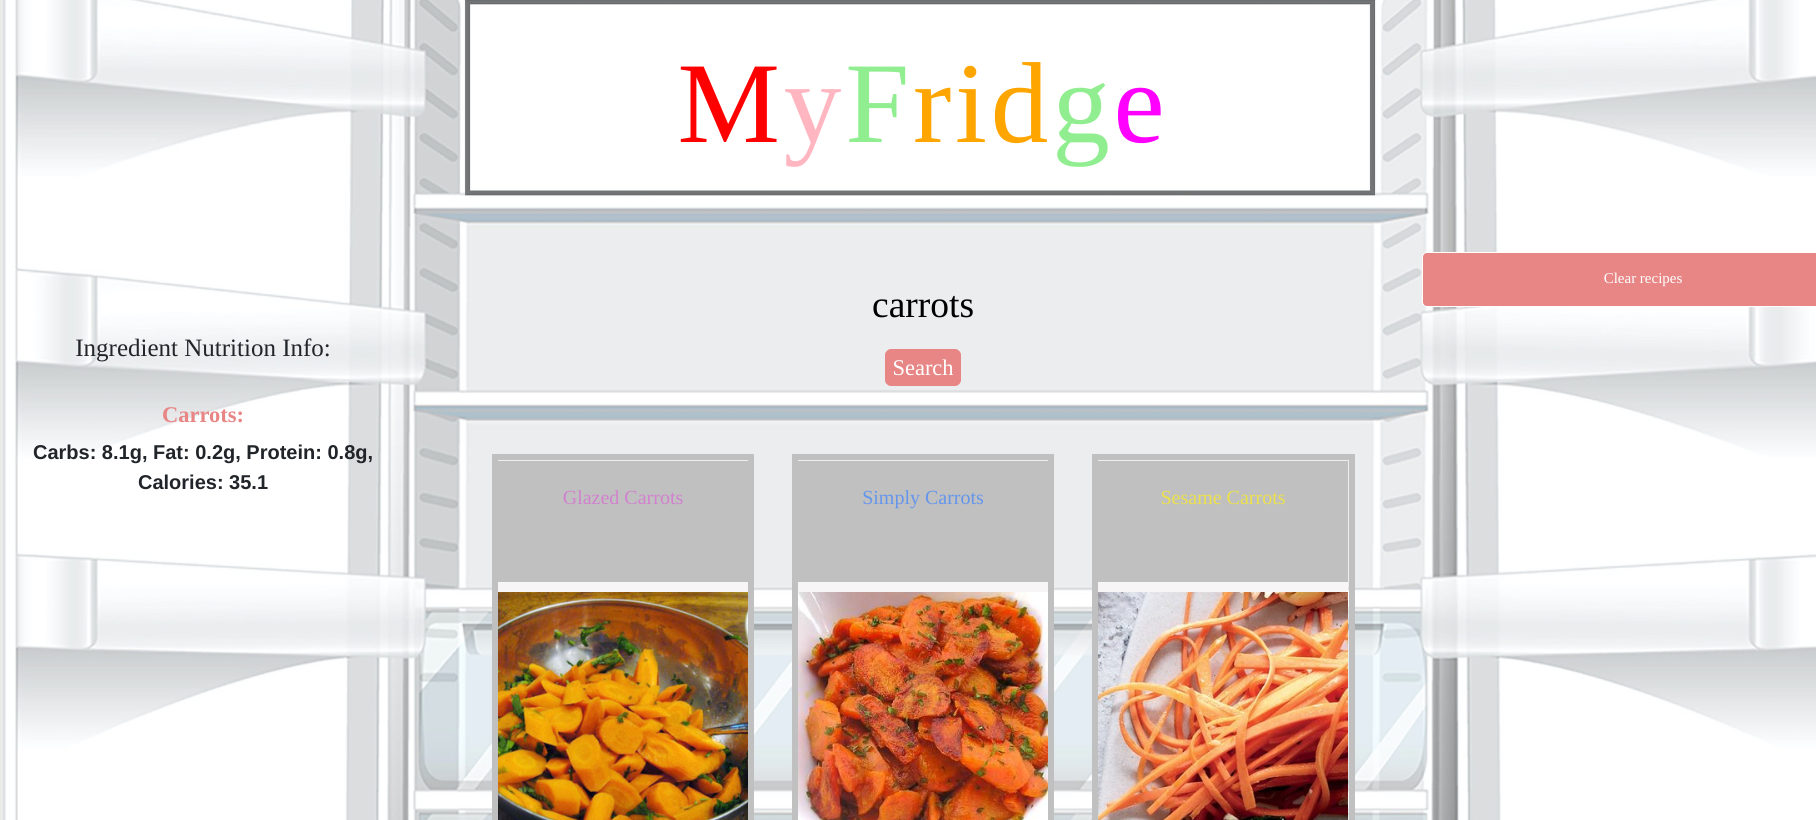 MyFridge
carrots
Search
Clear recipes
Ingredient Nutrition Info:
Carrots:
Carbs: 8.1g, Fat: 0.2g, Protein: 0.8g,
Calories: 35.1
Glazed Carrots
Simply Carrots
Sesame Carrots